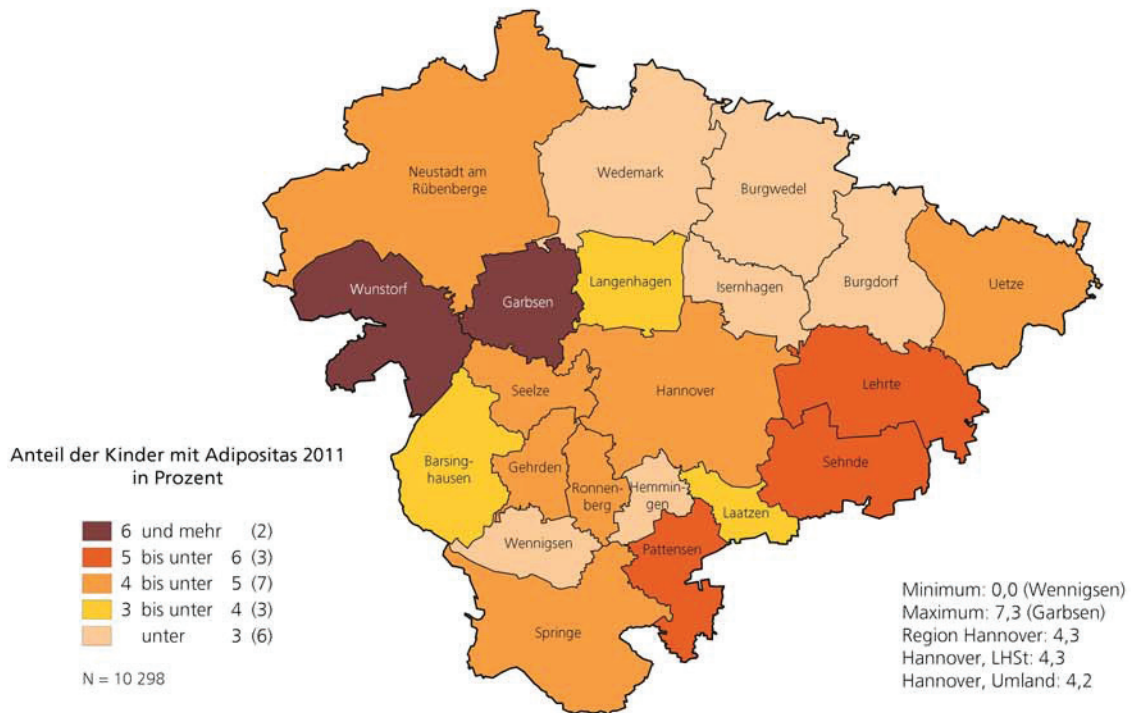 Neustadt am
Rübenberge
Wedemark
Burgwedel
Wunstorf
Garbsen
Langenhagen
Isernhagen
Burgdorf
Uetze
Seelze
Hannover
Lehrte
Barsing-
hausen
Gehrden
Ronnen-
berg
Hemmin-
gen
Laatzen
Sehnde
Wennigsen
Pattensen
Springe
Anteil der Kinder mit Adipositas 2011
in Prozent
6 und mehr (2)
5 bis unter 6 (3)
4 bis unter 5 (7)
3 bis unter 4 (3)
unter 3 (6)
N = 10 298
Minimum: 0,0 (Wennigsen)
Maximum: 7,3 (Garbsen)
Region Hannover: 4,3
Hannover, LHSt: 4,3
Hannover, Umland: 4,2